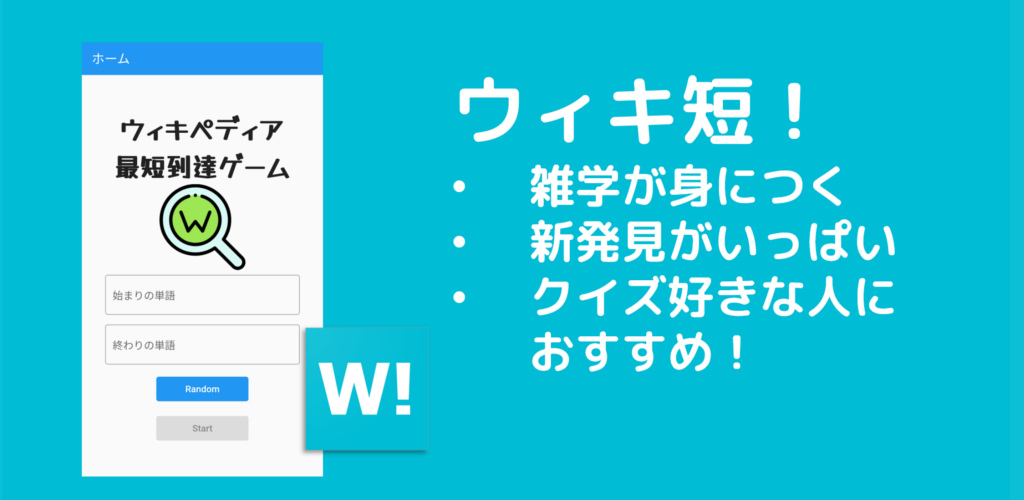 ホーム
ウィキペディア
最短到達ゲーム
W
始まりの単語
終わりの単語
Random
Start
W!
ウィキ短！
• 雑学が身につく
• 新発見がいっぱい
• クイズ好きな人に
おすすめ！